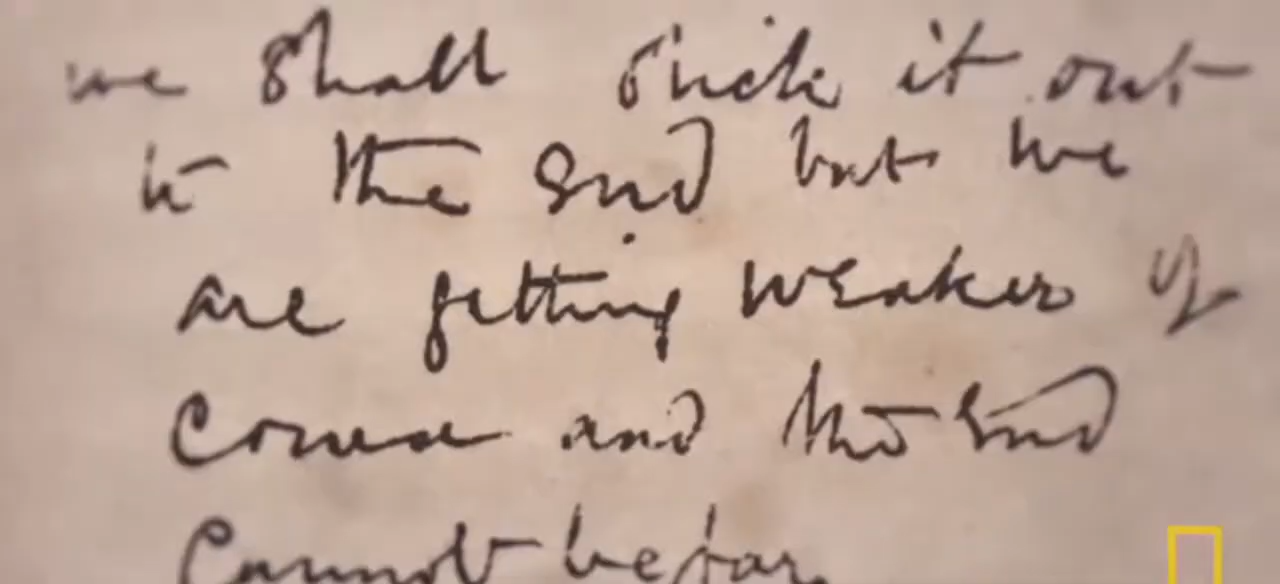 we shall stick it out
to the End but we
are getting weaker of
course and the End
cannot be far